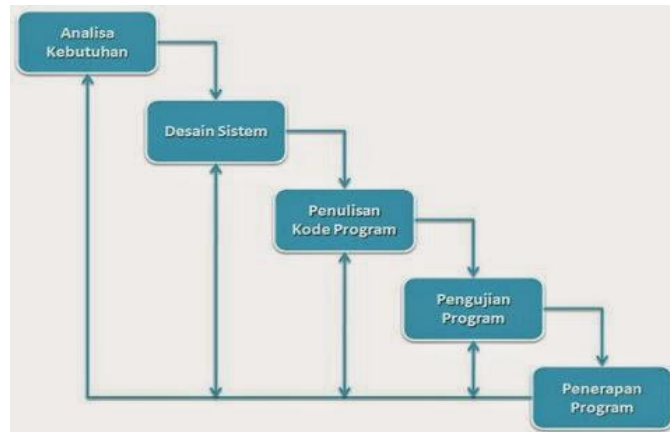 Analisa
Kebutuhan
Desain Sistem
Penulisan
Kode Program
Pengujian
Program
Penerapan
Program